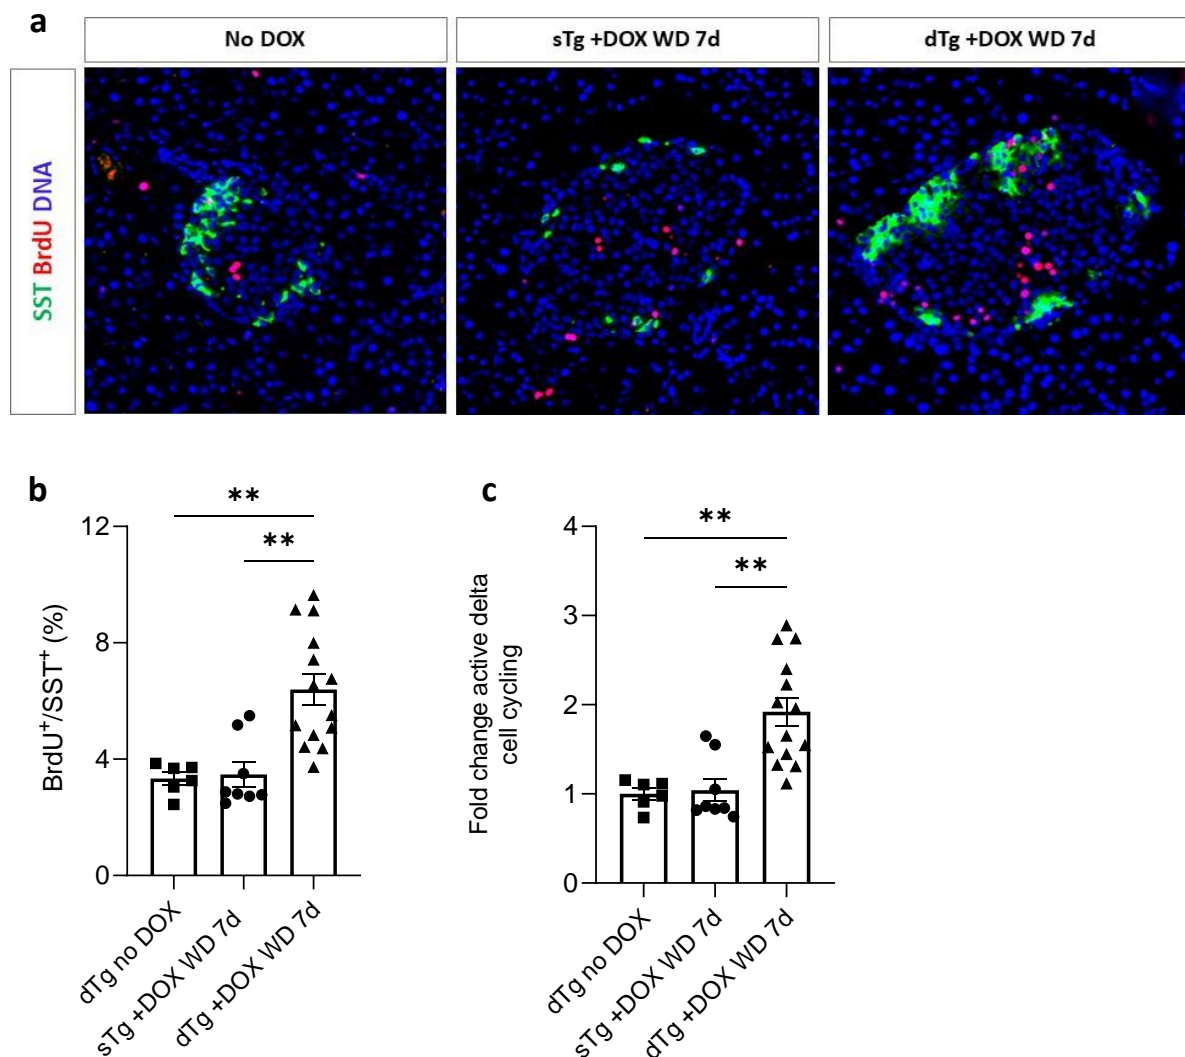 a
No DOX
sTg +DOX WD 7d
dTg +DOX WD 7d
SST BrdU DNA
b
**
**
12
8
4
0
BrdU+/SST+ (%)
dTg no DOX
sTg +DOX WD 7d
dTg +DOX WD 7d
c
**
**
4
3
2
1
0
Fold change active delta
cell cycling
dTg no DOX
sTg +DOX WD 7d
dTg +DOX WD 7d